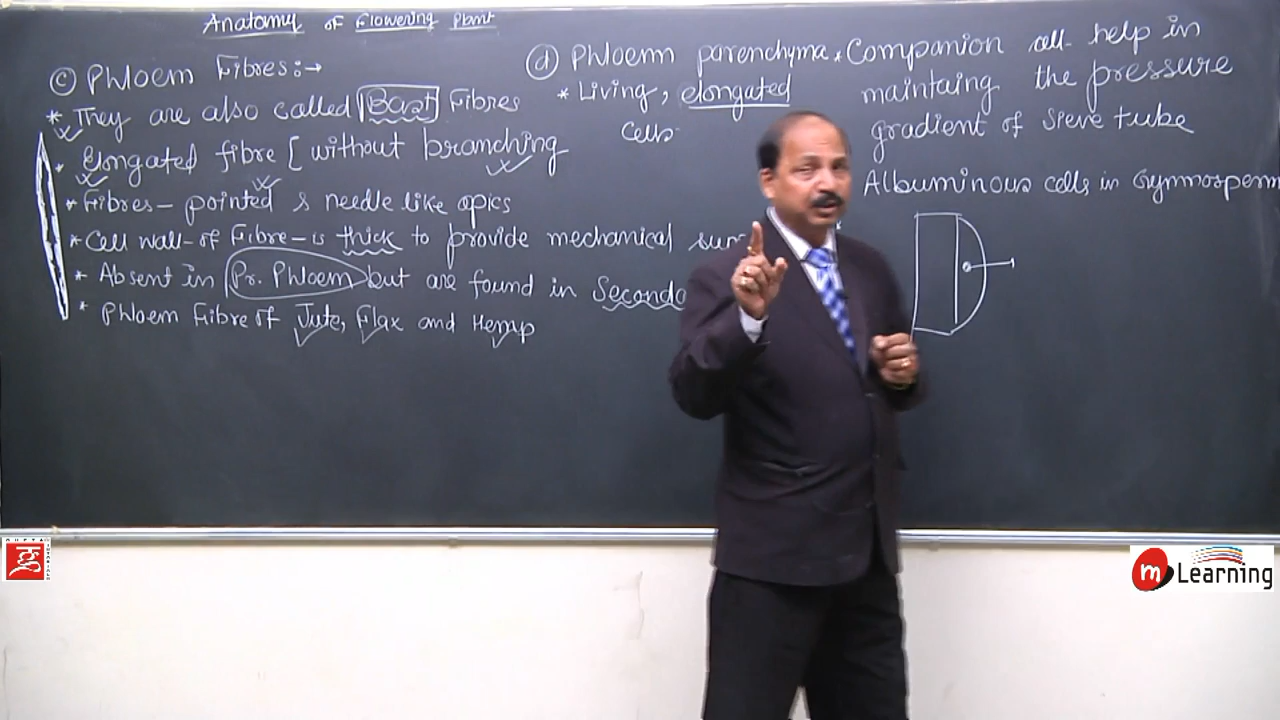 Anatomy of Flowering Plant
(c) Phloem Fibres:→
* They are also called Bast Fibres
* Elongated fibre [ without branching
* Fibres – pointed & needle like apics
* Cell wall of Fibre – is thick to provide mechanical
* Absent in Pr. Phloem but are found in
* Phloem Fibre of Jute, Flax and Hemp
(d) Phloem parenchyma
* Living, elongated
cells
* Companion cell help in
maintaing the pressure
gradient of sieve tube
Albuminous cells in Gymnosperm
GUPTA
m Learning